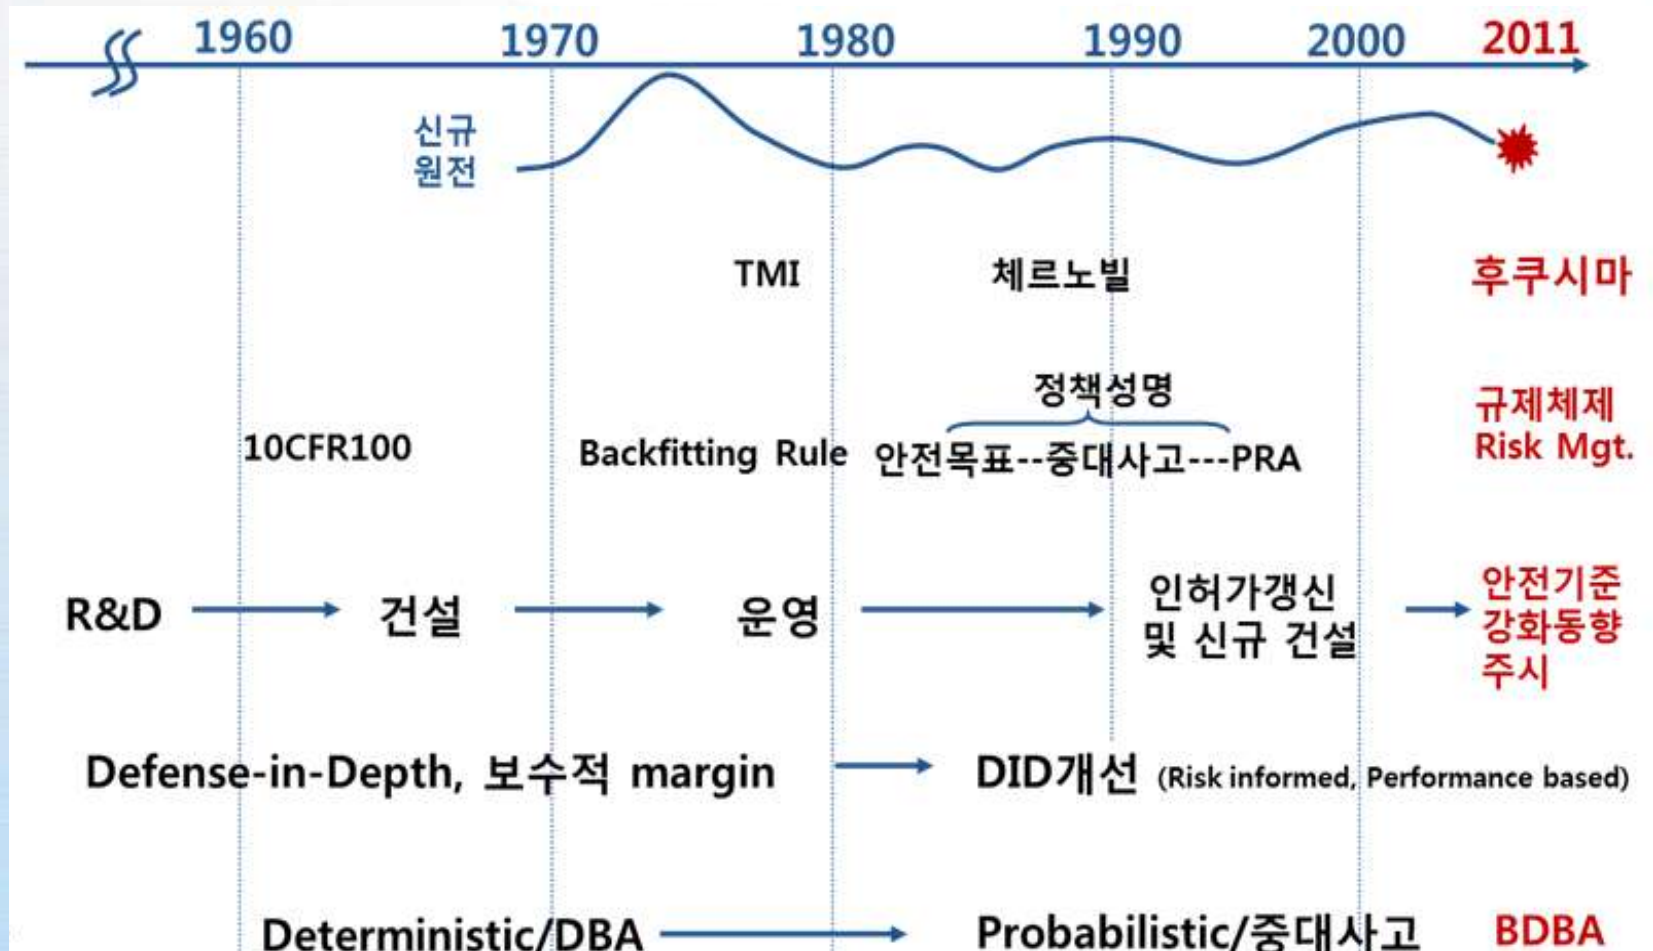 1960 1970 1980 1990 2000 2011
신규
원전
TMI 체르노빌 후쿠시마
정책성명
10CFR100 Backfitting Rule 안전목표--중대사고---PRA
규제체제
Risk Mgt.
R&D 건설 운영
인허가갱신
및 신규 건설
안전기준
강화동향
주시
Defense-in-Depth, 보수적 margin DID개선 (Risk informed, Performance based)
Deterministic/DBA Probabilistic/중대사고 BDBA